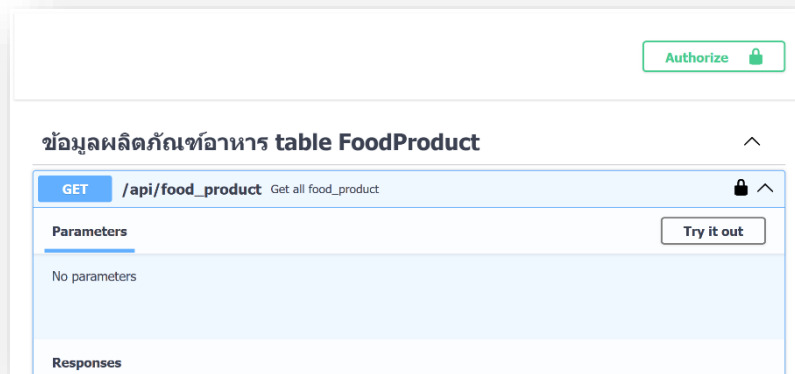 Authorize
ข้อมูลผลิตภัณฑ์อาหาร table FoodProduct
GET /api/food_product Get all food_product
Parameters
Try it out
No parameters
Responses